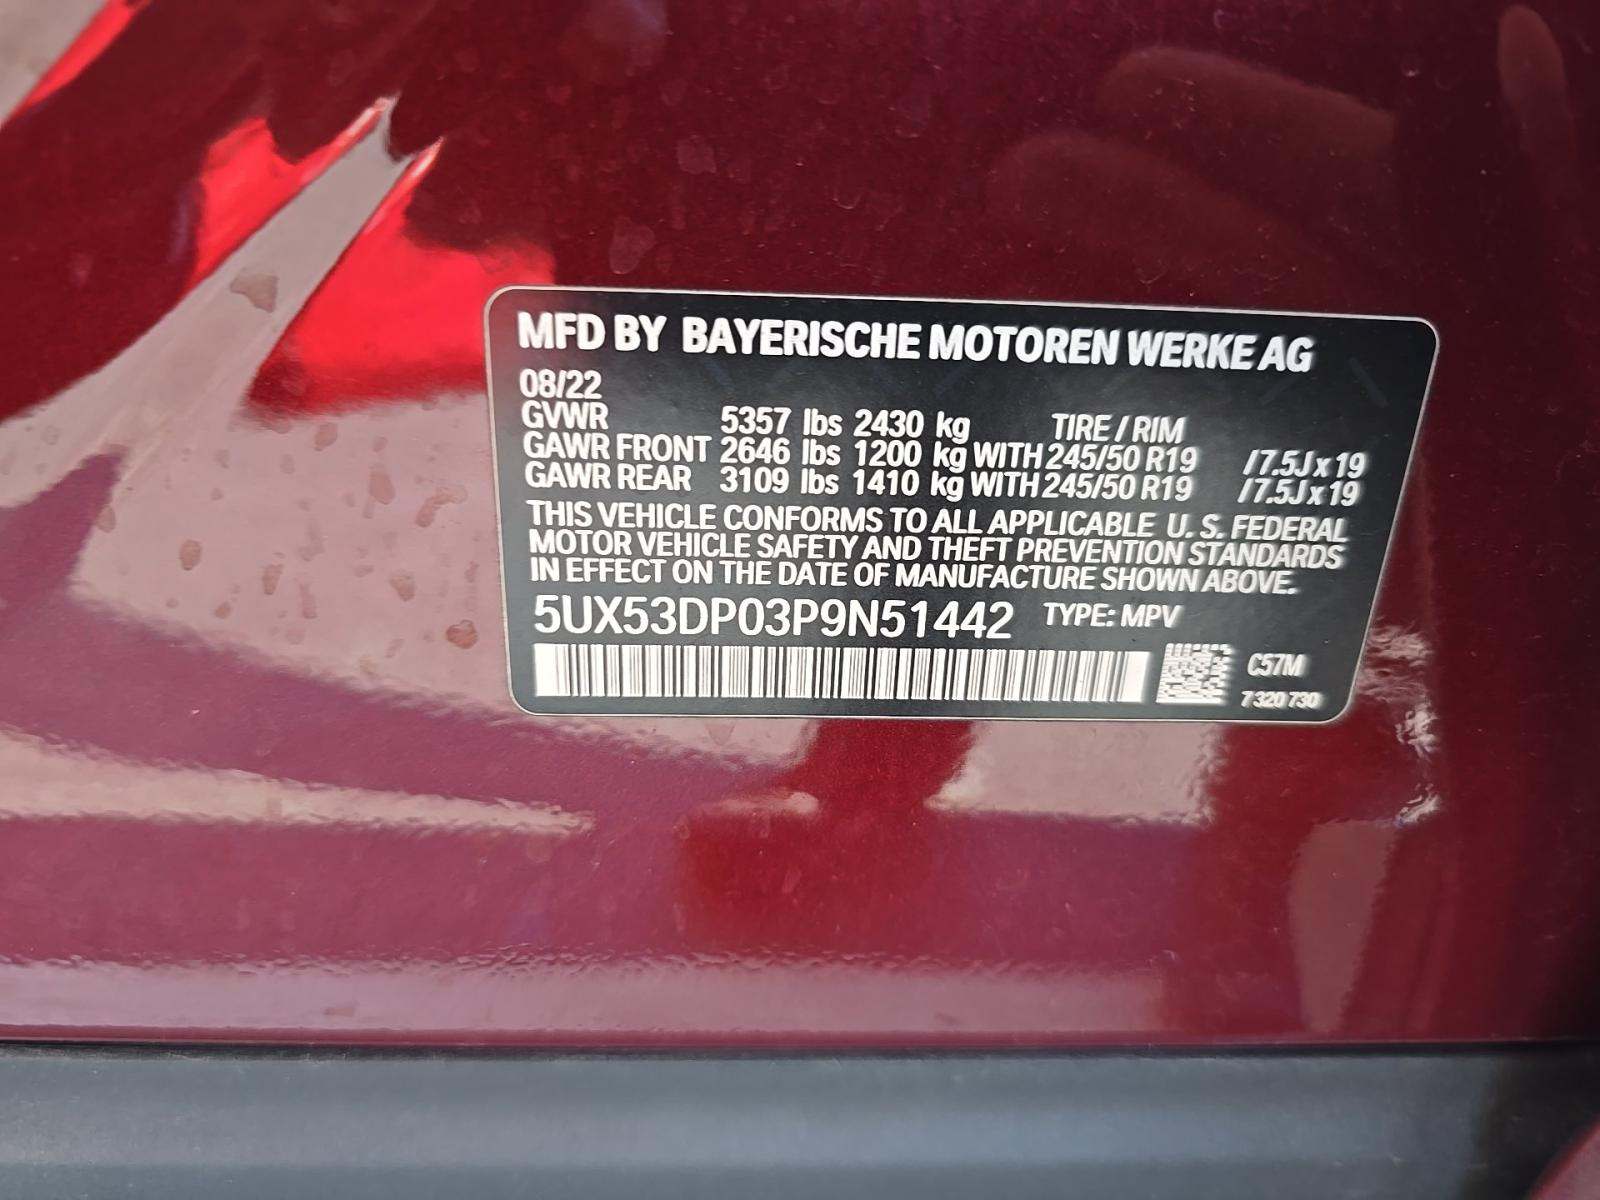 MFD BY BAYERISCHE MOTOREN WERKE AG
08/22
GVWR 5357 lbs 2430 kg TIRE / RIM
GAWR FRONT 2646 lbs 1200 kg WITH 245/50 R19 /7.5J x 19
GAWR REAR 3109 lbs 1410 kg WITH 245/50 R19 /7.5J x 19
THIS VEHICLE CONFORMS TO ALL APPLICABLE U. S. FEDERAL
MOTOR VEHICLE SAFETY AND THEFT PREVENTION STANDARDS
IN EFFECT ON THE DATE OF MANUFACTURE SHOWN ABOVE.
5UX53DP03P9N51442 TYPE: MPV
C57M
7 320 730